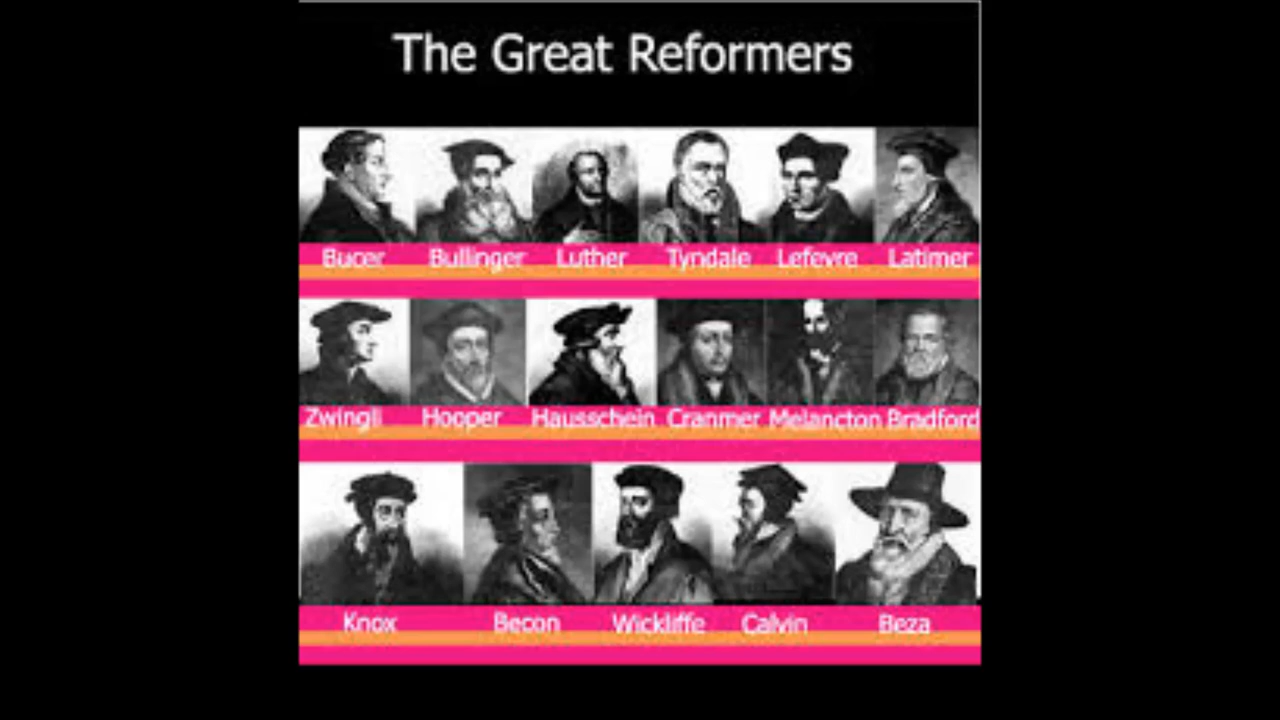 The Great Reformers
Bucer Bullinger Luther Tyndale Lefevre Latimer
Zwingli Hooper Hausschein Cranmer Melancton Bradford
Knox Becon Wickliffe Calvin Beza